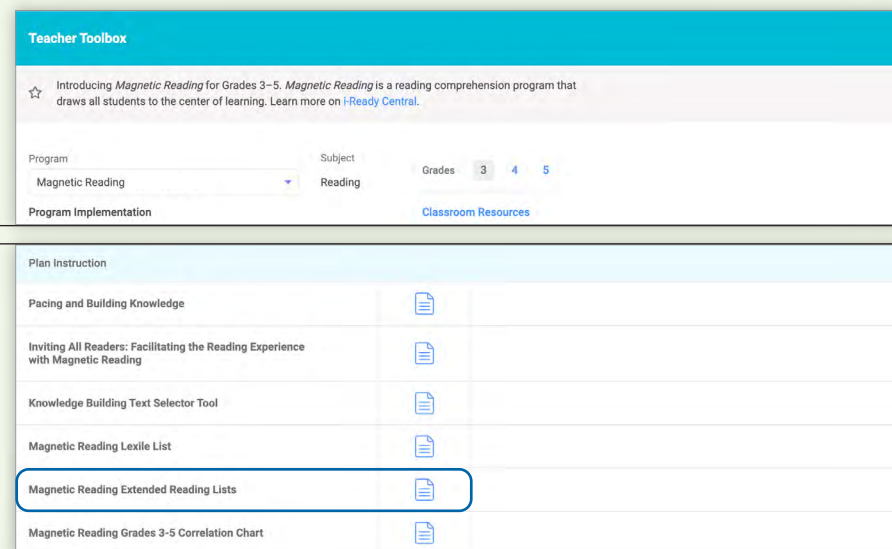 Teacher Toolbox
Introducing Magnetic Reading for Grades 3–5. Magnetic Reading is a reading comprehension program that
draws all students to the center of learning. Learn more on i-Ready Central.
Program
Subject
Grades 3 4 5
Magnetic Reading
Reading
Program Implementation
Classroom Resources
Plan Instruction
Pacing and Building Knowledge
Inviting All Readers: Facilitating the Reading Experience
with Magnetic Reading
Knowledge Building Text Selector Tool
Magnetic Reading Lexile List
Magnetic Reading Extended Reading Lists
Magnetic Reading Grades 3-5 Correlation Chart